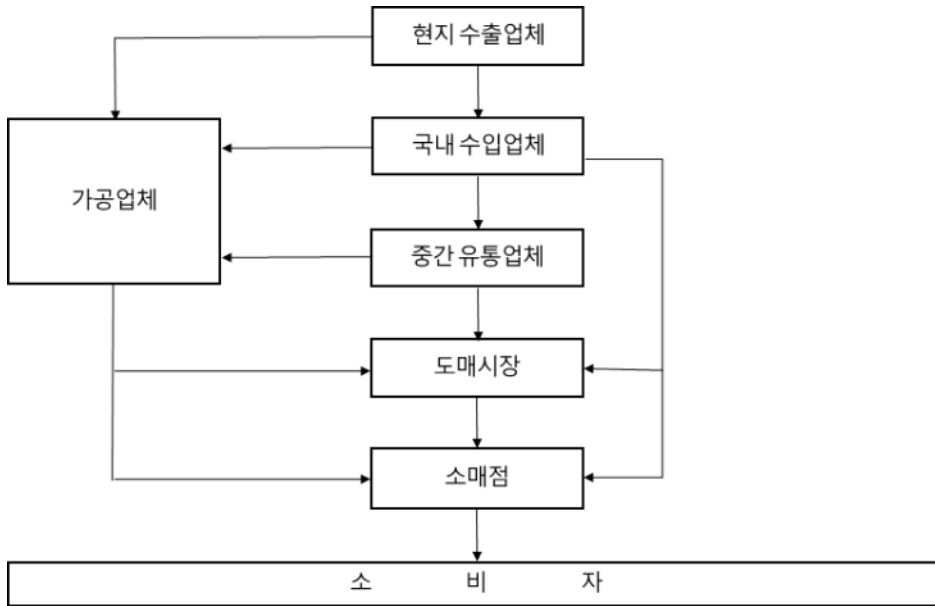 현지 수출업체
국내 수입업체
가공업체
중간 유통업체
도매시장
소매점
소 비 자